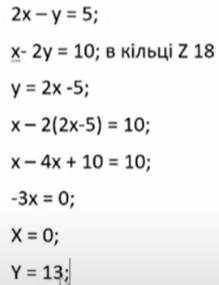 2x – y = 5;
x- 2y = 10; в кільці Z 18
y = 2x -5;
x – 2(2x-5) = 10;
x – 4x + 10 = 10;
-3x = 0;
X = 0;
Y = 13;